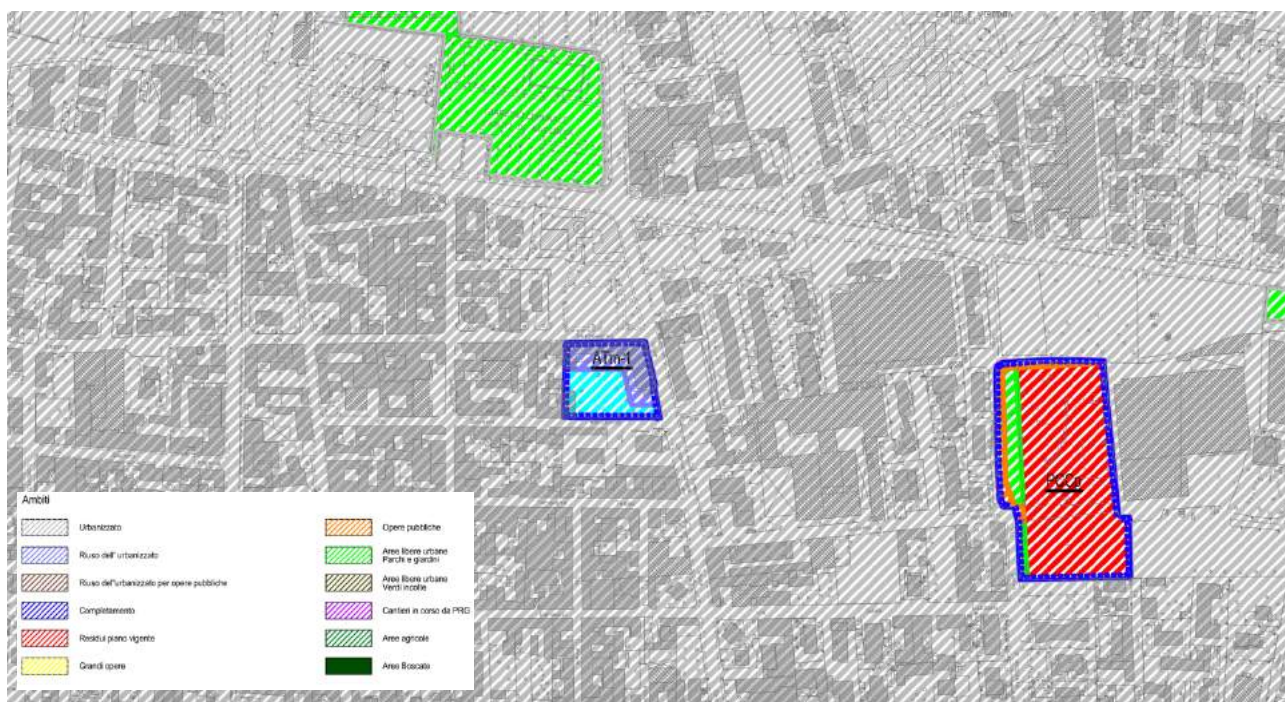 ATm-1
PCCp
Ambiti
Urbanizzato
Riuso dell' urbanizzato
Riuso dell'urbanizzato per opere pubbliche
Completamento
Residui piano vigente
Grandi opere
Opere pubbliche
Aree libere urbane
Parchi e giardini
Aree libere urbane
Verdi incolte
Cantieri in corso da PRG
Aree agricole
Aree Boscate